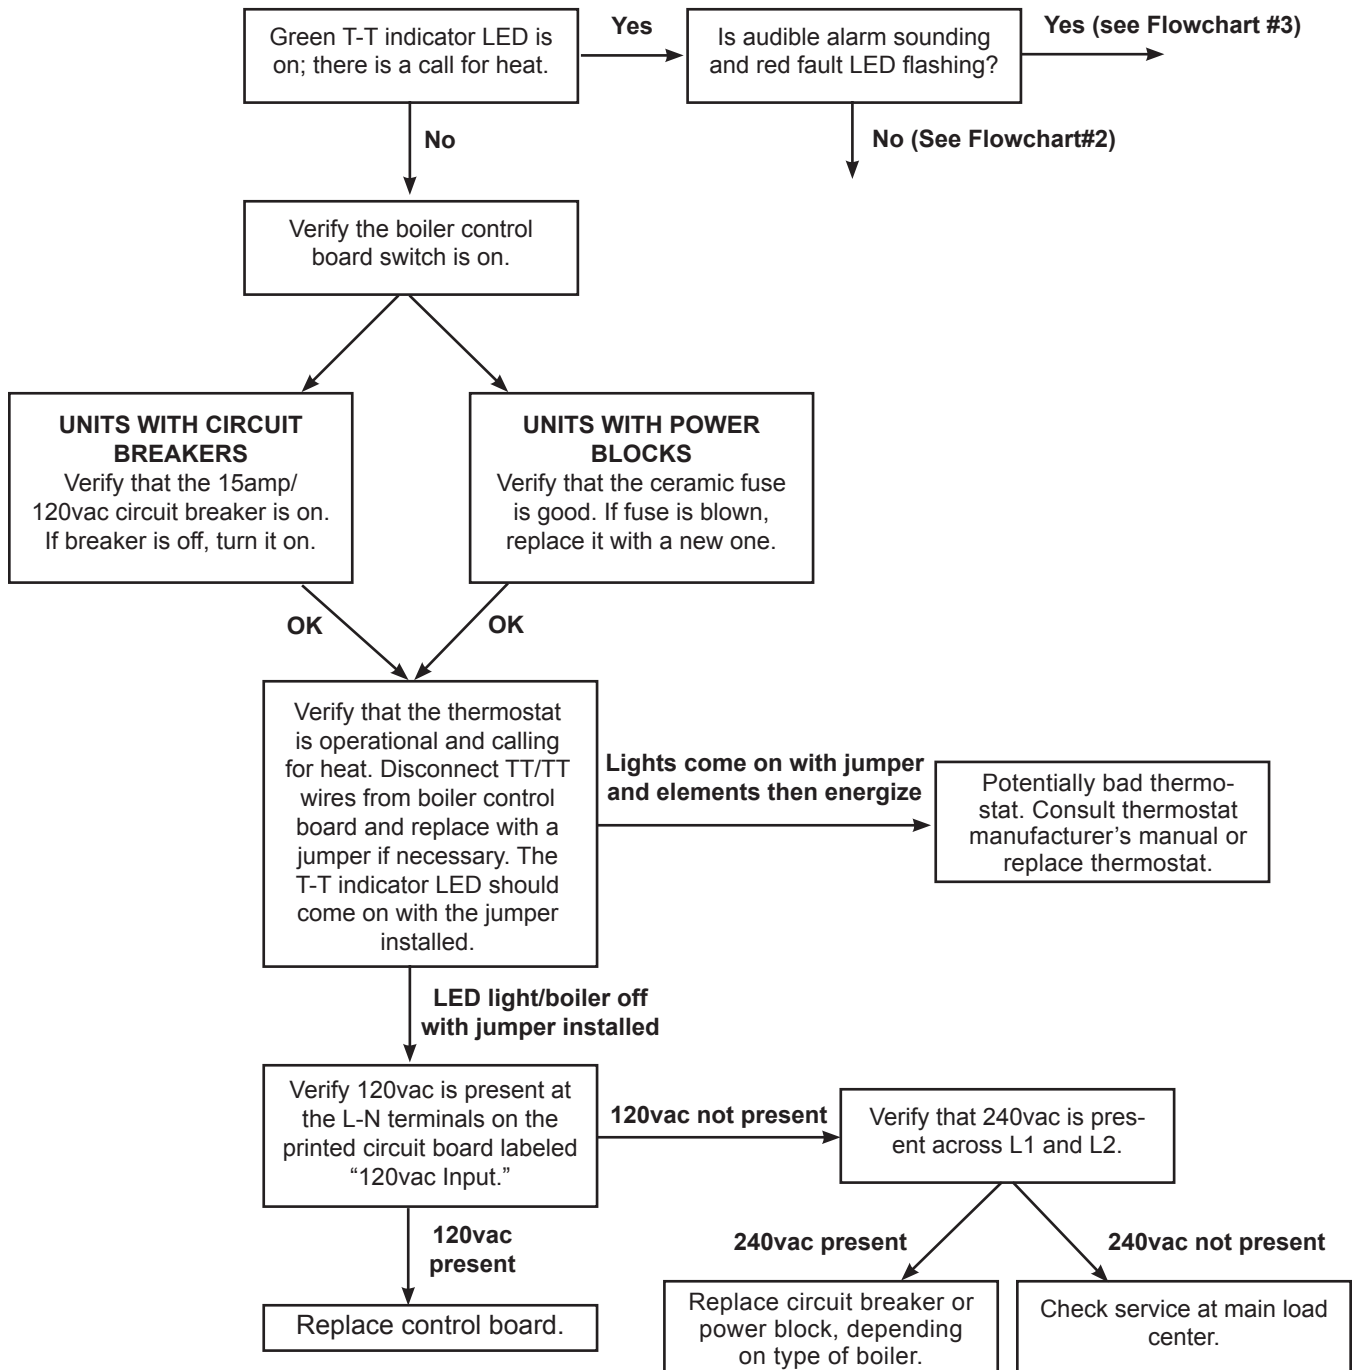 Green T-T indicator LED is
on; there is a call for heat.
Yes
Is audible alarm sounding
and red fault LED flashing?
Yes (see Flowchart #3)
No
No (See Flowchart#2)
Verify the boiler control
board switch is on.
UNITS WITH CIRCUIT
BREAKERS
Verify that the 15amp/
120vac circuit breaker is on.
If breaker is off, turn it on.
UNITS WITH POWER
BLOCKS
Verify that the ceramic fuse
is good. If fuse is blown,
replace it with a new one.
OK
OK
Verify that the thermostat
is operational and calling
for heat. Disconnect TT/TT
wires from boiler control
board and replace with a
jumper if necessary. The
T-T indicator LED should
come on with the jumper
installed.
Lights come on with jumper
and elements then energize
Potentially bad thermo-
stat. Consult thermostat
manufacturer’s manual or
replace thermostat.
LED light/boiler off
with jumper installed
Verify 120vac is present at
the L-N terminals on the
printed circuit board labeled
“120vac Input.”
120vac not present
Verify that 240vac is pres-
ent across L1 and L2.
120vac
present
240vac present
240vac not present
Replace control board.
Replace circuit breaker or
power block, depending
on type of boiler.
Check service at main load
center.